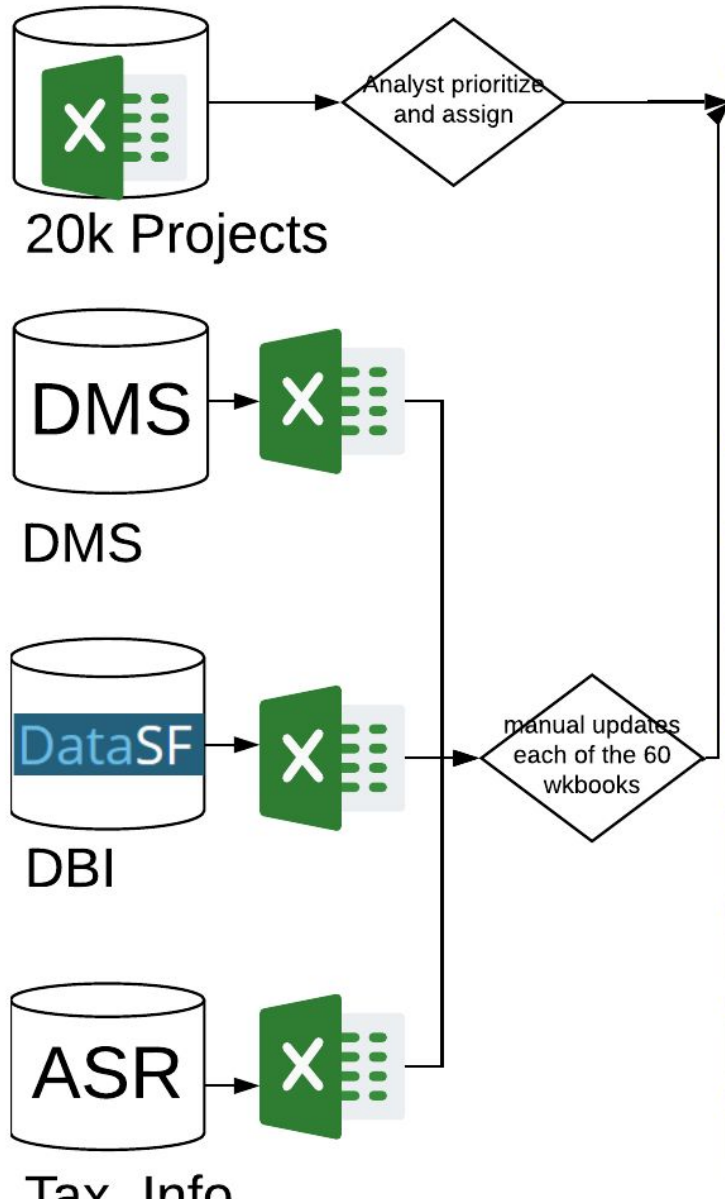 X
Analyst prioritize
and assign
20k Projects
DMS
X
DMS
DataSF
X
manual updates
each of the 60
wkbooks
DBI
ASR
X
Tax Info